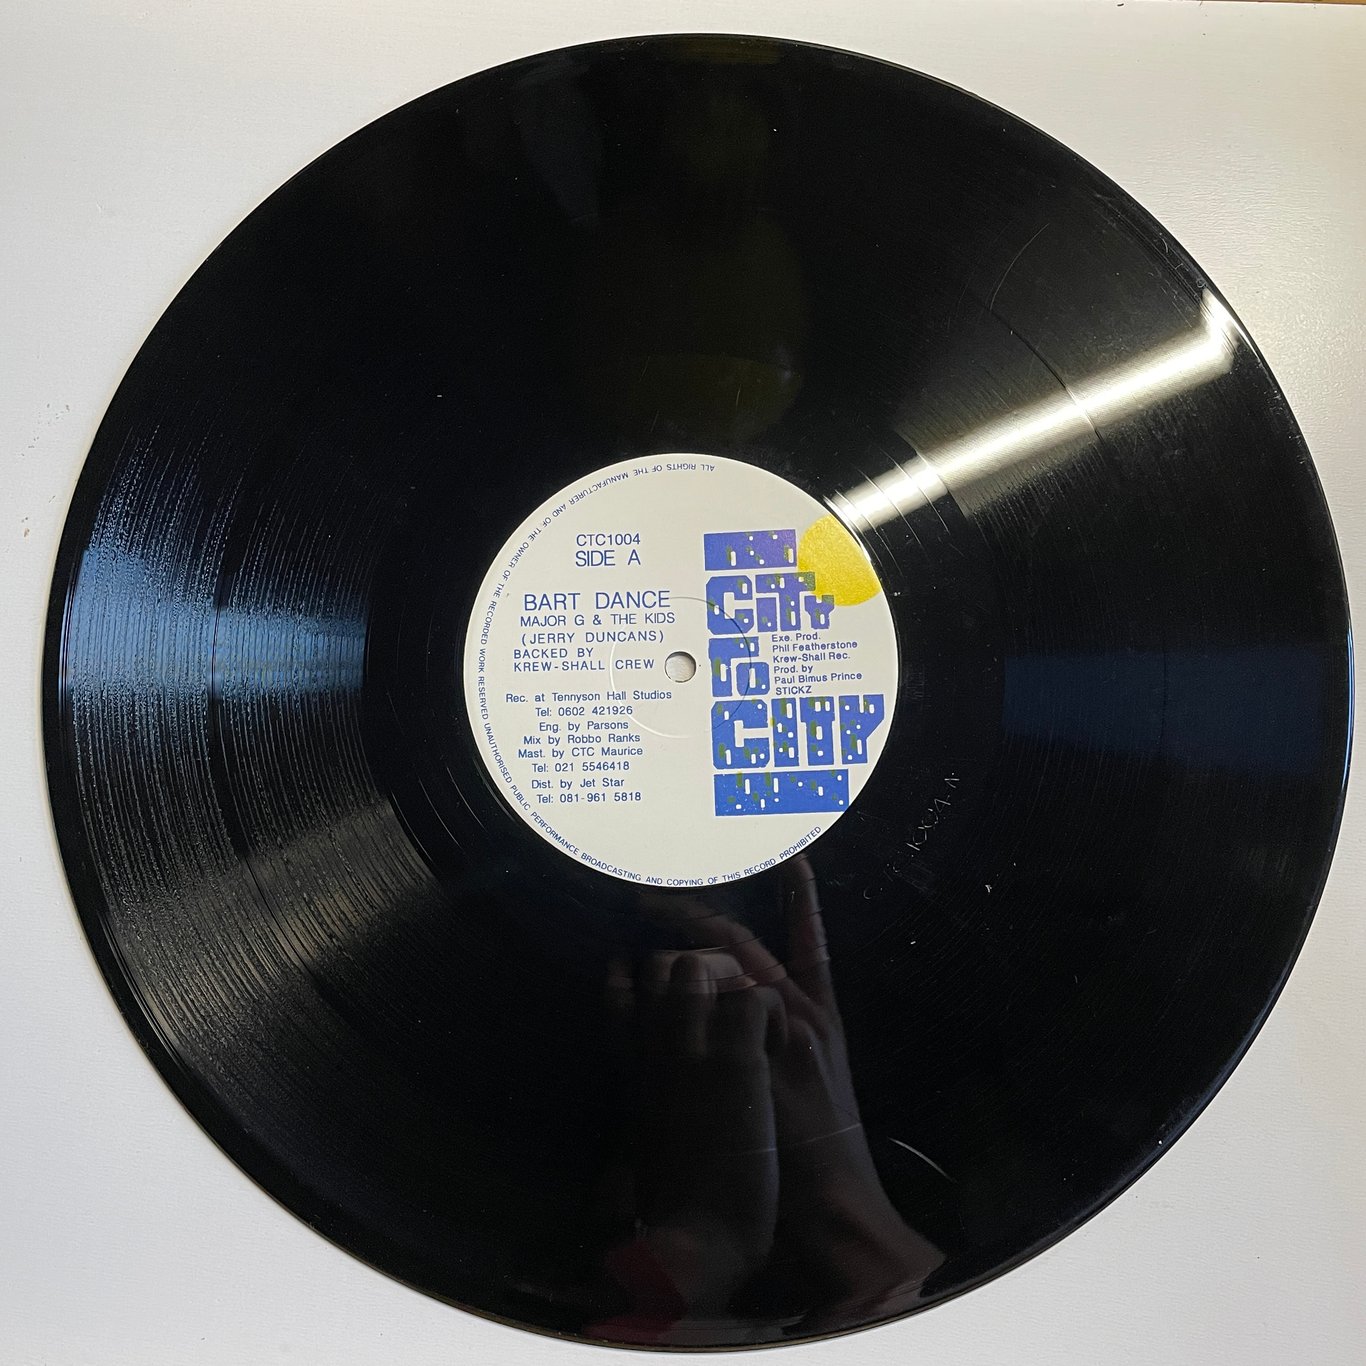 CTC1004
SIDE A
BART DANCE
MAJOR G & THE KIDS
(JERRY DUNCANS)
BACKED BY
KREW-SHALL CREW
Rec. at Tennyson Hall Studios
Tel: 0602 421926
Eng. by Parsons
Mix by Robbo Ranks
Mast. by CTC Maurice
Tel: 021 5546418
Dist. by Jet Star
Tel: 081-961 5818
CiTY
To
CITY
Exe. Prod.
Phil Featherstone
Krew-Shall Rec.
Prod. by
Paul Bimus Prince
STICKZ
ALL RIGHTS OF THE MANUFACTURER AND OF THE OWNER OF THE RECORDED WORK RESERVED UNAUTHORISED PUBLIC PERFORMANCE BROADCASTING AND COPYING OF THIS RECORD PROHIBITED